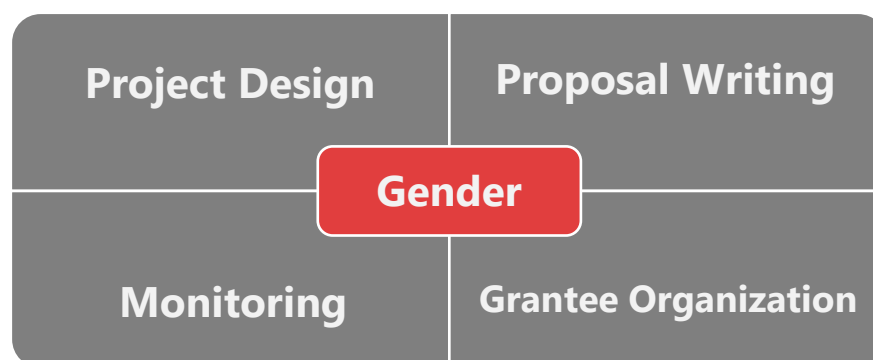 Project Design
Proposal Writing
Gender
Monitoring
Grantee Organization